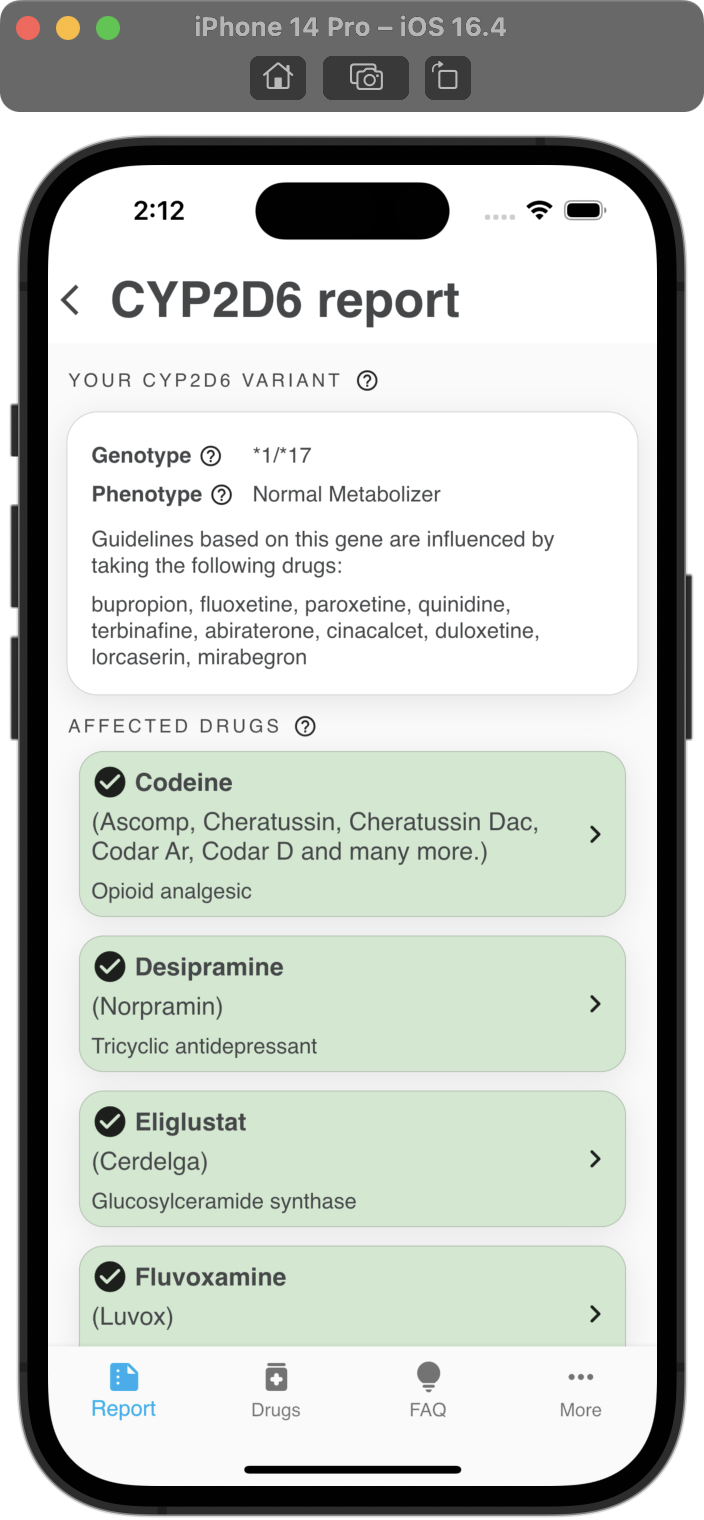 iPhone 14 Pro – iOS 16.4
2:12
CYP2D6 report
YOUR CYP2D6 VARIANT
Genotype *1/*17
Phenotype Normal Metabolizer
Guidelines based on this gene are influenced by
taking the following drugs:
bupropion, fluoxetine, paroxetine, quinidine,
terbinafine, abiraterone, cinacalcet, duloxetine,
lorcaserin, mirabegron
AFFECTED DRUGS
Codeine
(Ascomp, Cheratussin, Cheratussin Dac,
Codar Ar, Codar D and many more.)
Opioid analgesic
Desipramine
(Norpramin)
Tricyclic antidepressant
Eliglustat
(Cerdelga)
Glucosylceramide synthase
Fluvoxamine
(Luvox)
Report Drugs FAQ More